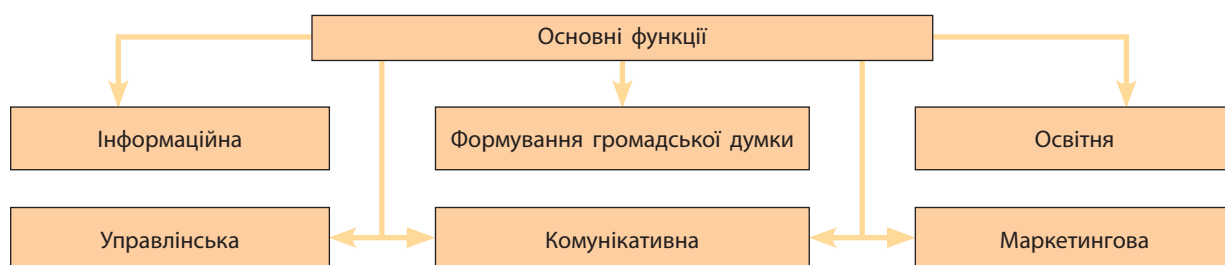 Основні функції
Інформаційна
Формування громадської думки
Освітня
Управлінська
Комунікативна
Маркетингова